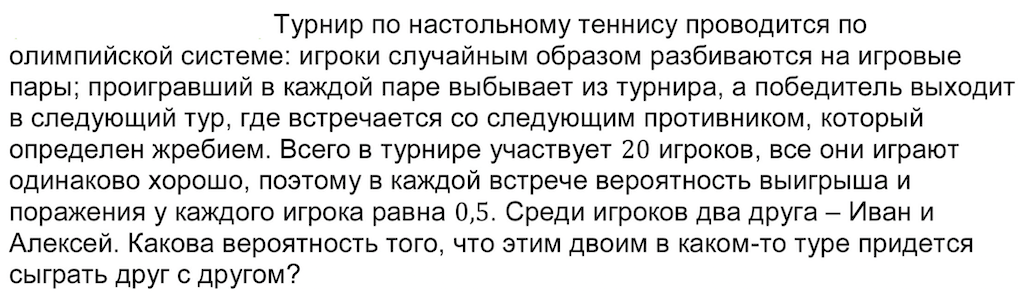 Турнир по настольному теннису проводится по
олимпийской системе: игроки случайным образом разбиваются на игровые
пары; проигравший в каждой паре выбывает из турнира, а победитель выходит
в следующий тур, где встречается со следующим противником, который
определен жребием. Всего в турнире участвует 20 игроков, все они играют
одинаково хорошо, поэтому в каждой встрече вероятность выигрыша и
поражения у каждого игрока равна 0,5. Среди игроков два друга – Иван и
Алексей. Какова вероятность того, что этим двоим в каком-то туре придется
сыграть друг с другом?